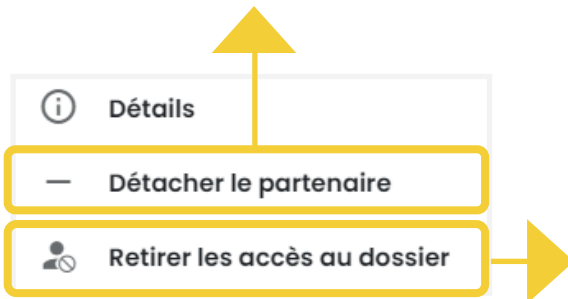 Détails
Détacher le partenaire
Retirer les accès au dossier